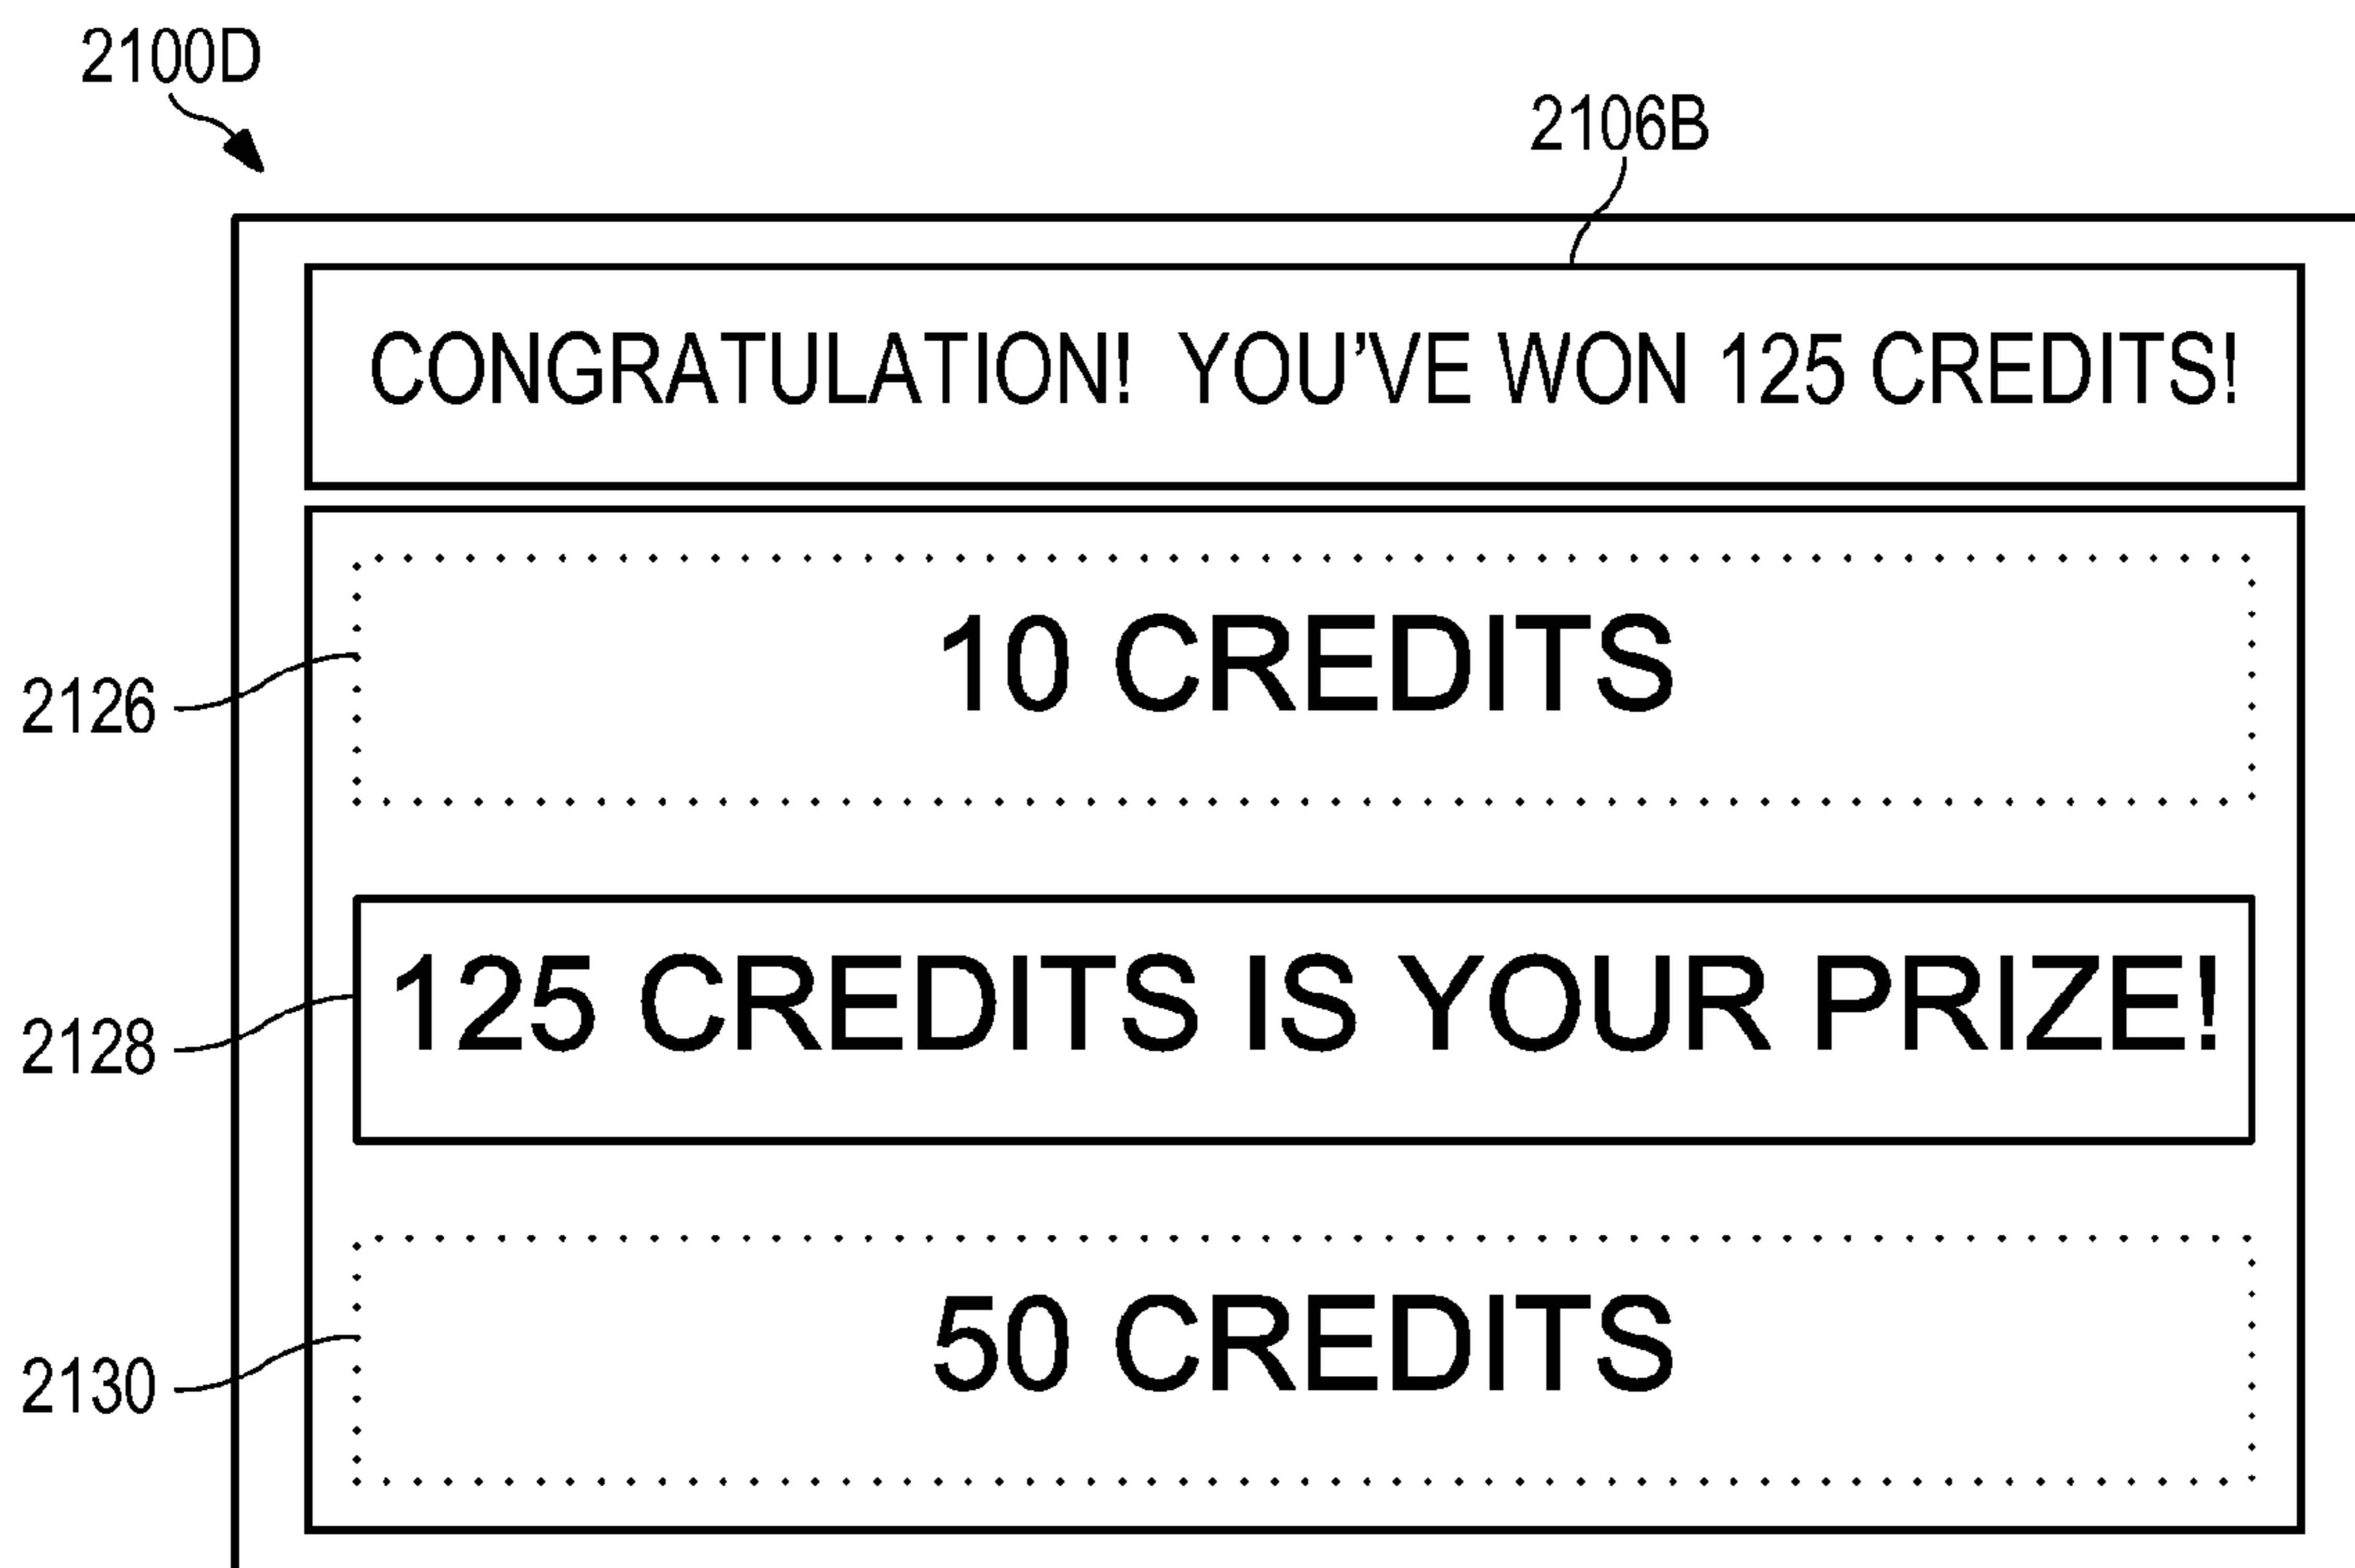 2100D
2106B
CONGRATULATION! YOU'VE WON 125 CREDITS!
10 CREDITS
2126
125 CREDITS IS YOUR PRIZE!
2128
50 CREDITS
2130